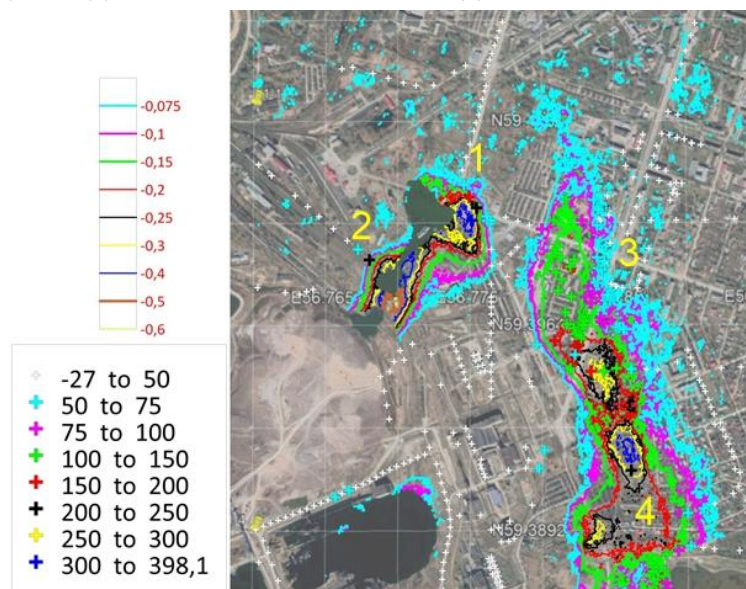 -0,075
-0,1
-0,15
-0,2
-0,25
-0,3
-0,4
-0,5
-0,6
-27 to 50
50 to 75
75 to 100
100 to 150
150 to 200
200 to 250
250 to 300
300 to 398,1
N59
1
2
3
E56.765
E56.775
N59.3964
N59.3892
4